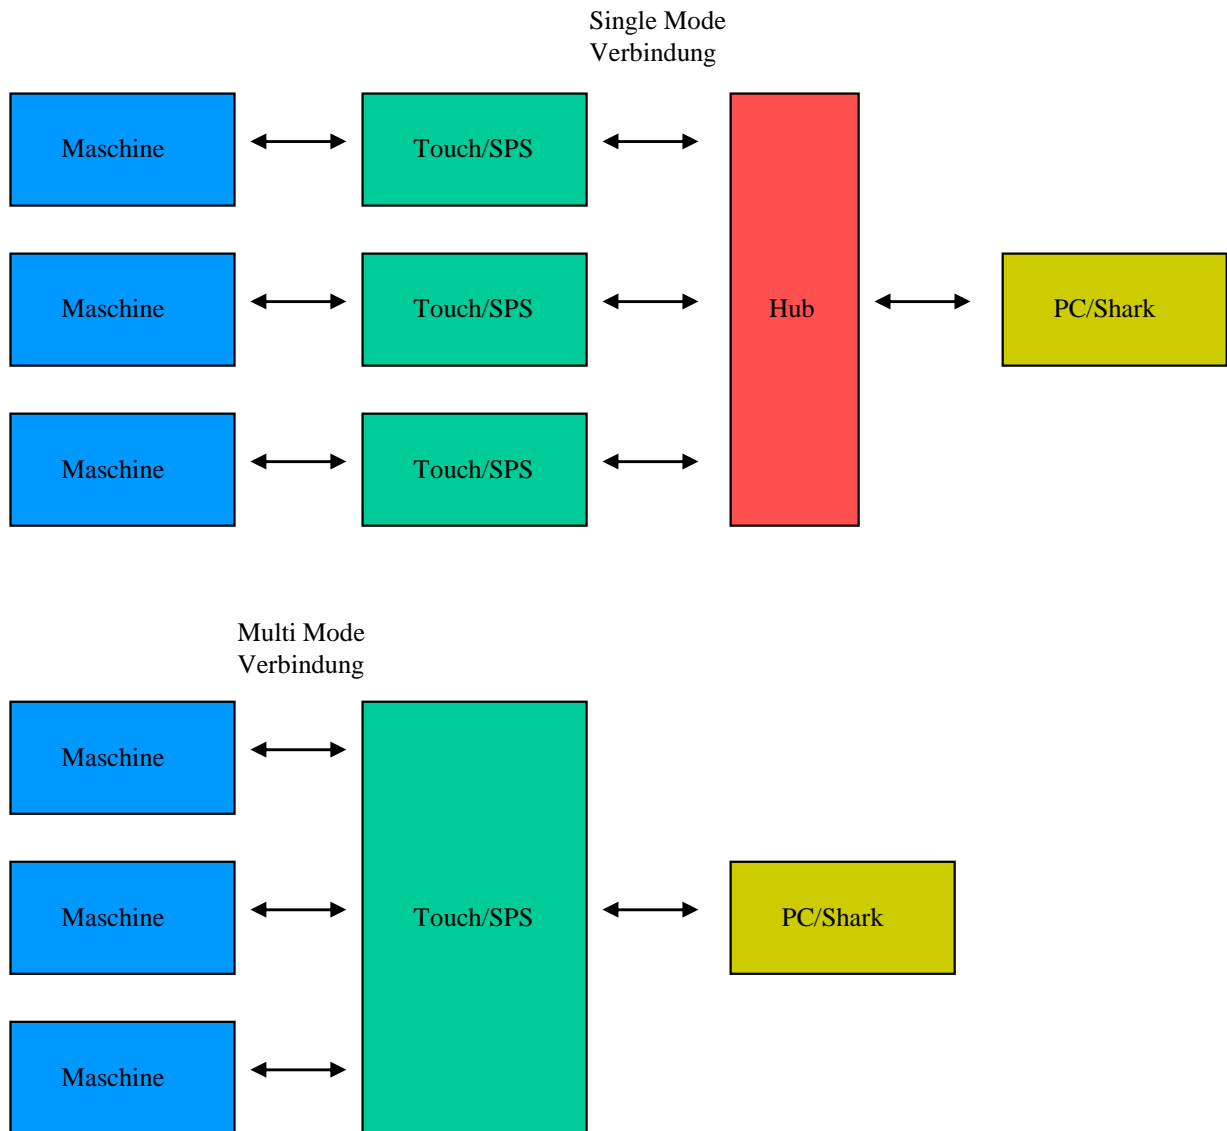 Single Mode
Verbindung
Maschine
Touch/SPS
Maschine
Touch/SPS
Hub
PC/Shark
Maschine
Touch/SPS
Multi Mode
Verbindung
Maschine
Maschine
Touch/SPS
PC/Shark
Maschine